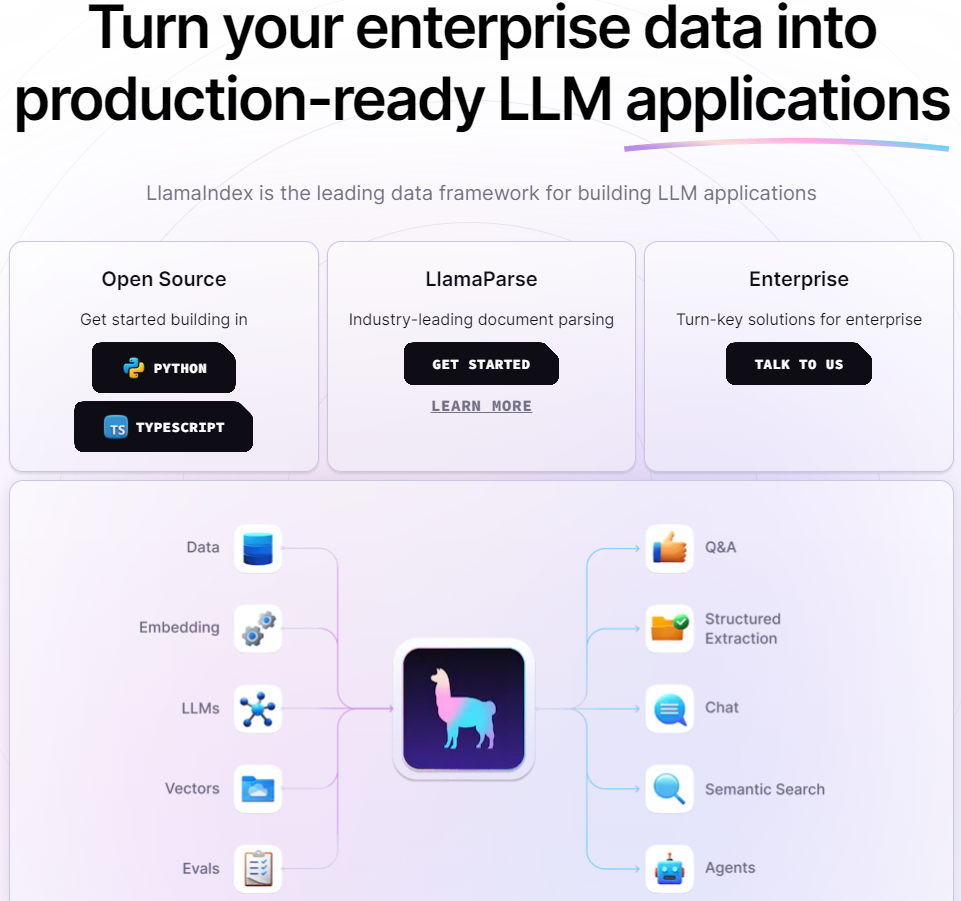 Turn your enterprise data into
production-ready LLM applications
LlamaIndex is the leading data framework for building LLM applications
Open Source
Get started building in
PYTHON
TS TYPESCRIPT
LlamaParse
Industry-leading document parsing
GET STARTED
LEARN MORE
Enterprise
Turn-key solutions for enterprise
TALK TO US
Data
Embedding
LLMs
Vectors
Evals
Q&A
Structured
Extraction
Chat
Semantic Search
Agents